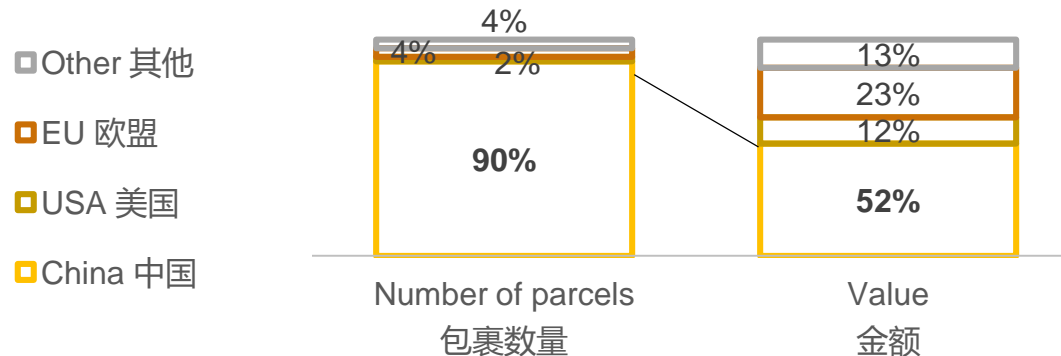 4%
Other 其他
4%
2%
13%
EU 欧盟
23%
12%
90%
USA 美国
52%
China 中国
Number of parcels
包裹数量
Value
金额